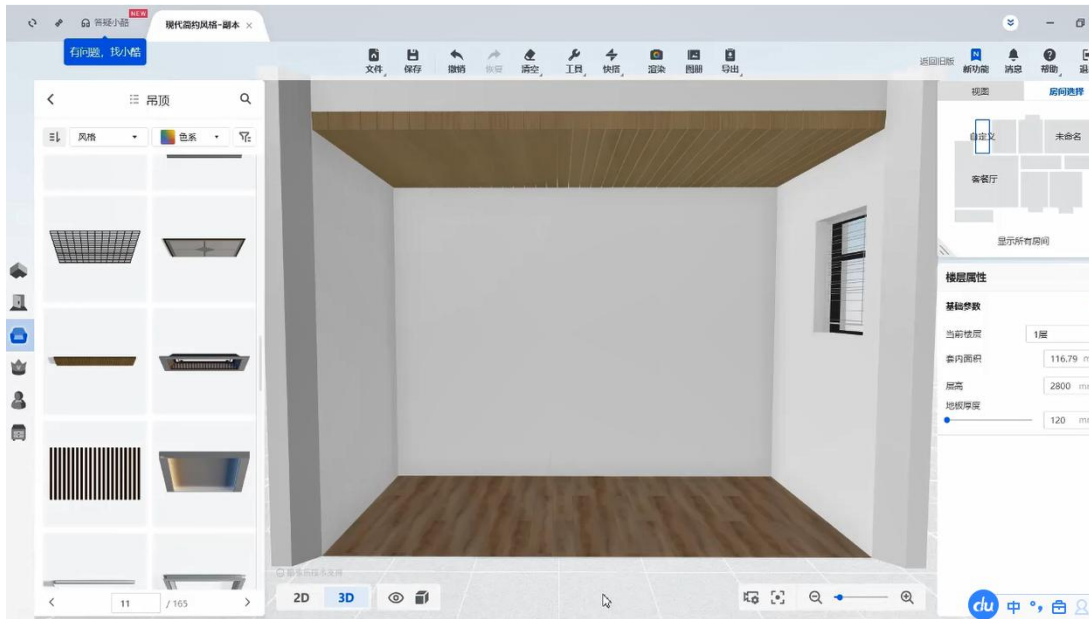 答疑小酷
NEW
现代简约风格-副本
有问题，找小酷
文件
保存
撤销
恢复
清空
工具
快搭
渲染
图册
导出
返回旧版
新功能
消息
帮助
退
吊顶
风格
色系
视图
房间选择
自定义
未命名
客餐厅
显示所有房间
楼层属性
基础参数
当前楼层
1层
套内面积
116.79 m
层高
2800 mm
地板厚度
120 mm
11 / 165
2D
3D
du 中